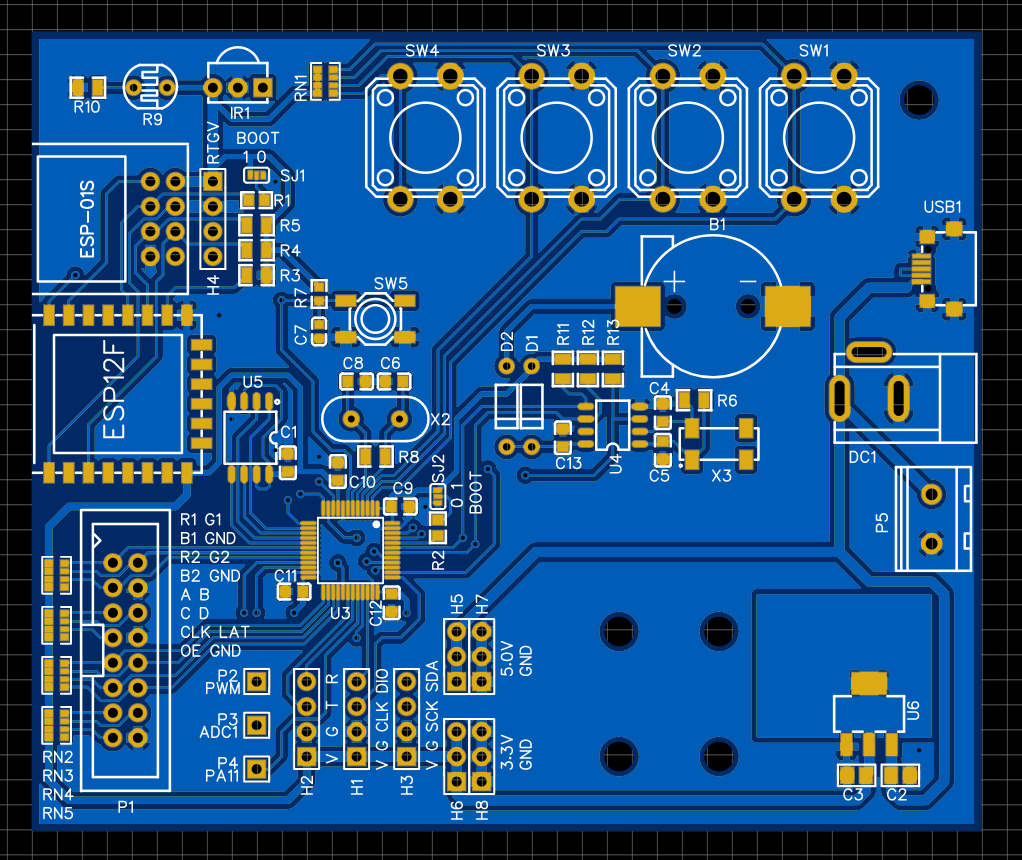 SW4 SW3 SW2 SW1
R10 R9 IR1 RN1
BOOT
1 0
SJ1
RTGV
ESP-01S
H4
R1
R5
R4
R3
R7
C7
SW5
B1
+ −
USB1
ESP12F
U5
C1
C8 C6
X2
R8
C10
C9
SJ2
0 1
BOOT
R2
D2 D1
R11 R12 R13
C13
U4
C4
C5
R6
X3
DC1
P5
R1 G1
B1 GND
R2 G2
B2 GND
A B
C D
CLK LAT
OE GND
C11
U3
C12
P2
PWM
P3
ADC1
P4
PA11
V G T R
H2
V G CLK DIO
H1
V G SCK SDA
H3
H5 H7
5.0V
GND
3.3V
GND
H6 H8
U6
C3 C2
RN2
RN3
RN4
RN5
P1